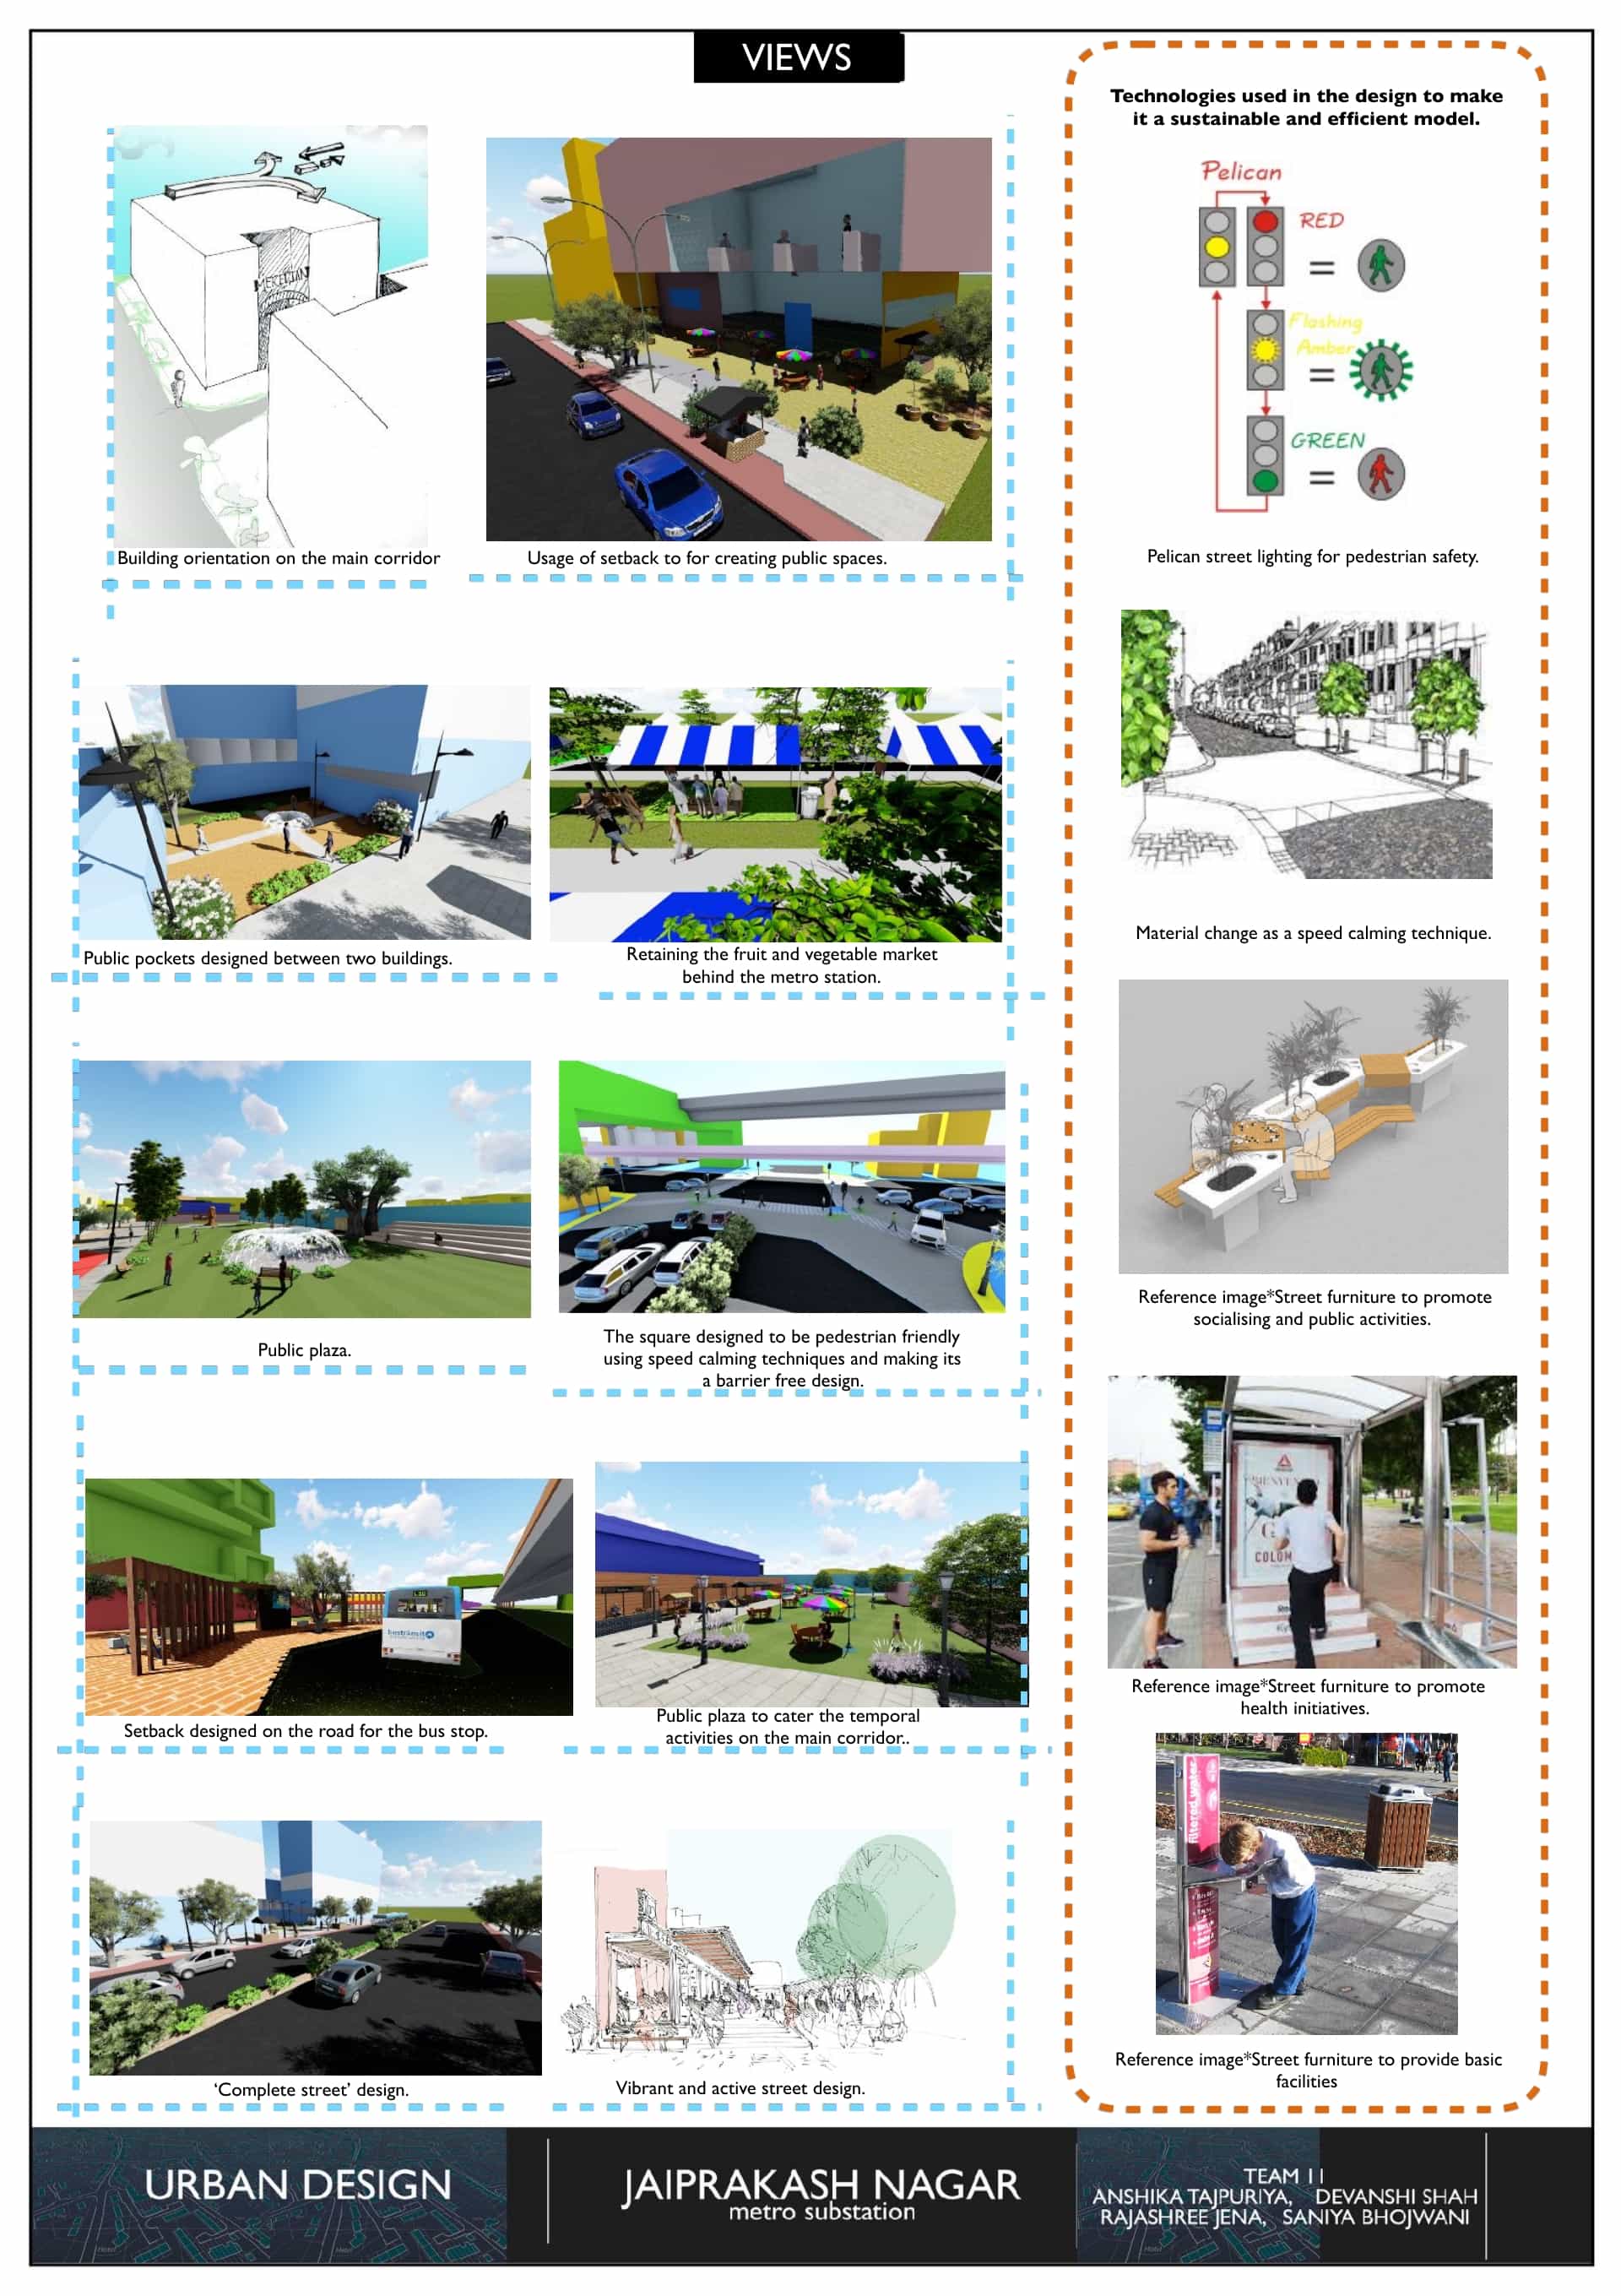 VIEWS
MERIDIAN
Building orientation on the main corridor
Usage of setback to for creating public spaces.
Public pockets designed between two buildings.
Retaining the fruit and vegetable market
behind the metro station.
Public plaza.
The square designed to be pedestrian friendly
using speed calming techniques and making its
a barrier free design.
Setback designed on the road for the bus stop.
Public plaza to cater the temporal
activities on the main corridor..
‘Complete street’ design.
Vibrant and active street design.
Technologies used in the design to make
it a sustainable and efficient model.
Pelican
RED
=
Flashing
Amber
=
GREEN
=
Pelican street lighting for pedestrian safety.
Material change as a speed calming technique.
Reference image*Street furniture to promote
socialising and public activities.
COLOM
Reference image*Street furniture to promote
health initiatives.
filtered water
Reference image*Street furniture to provide basic
facilities
URBAN DESIGN
JAIPRAKASH NAGAR
metro substation
TEAM 11
ANSHIKA TAJPURIYA, DEVANSHI SHAH
RAJASHREE JENA, SANIYA BHOJWANI